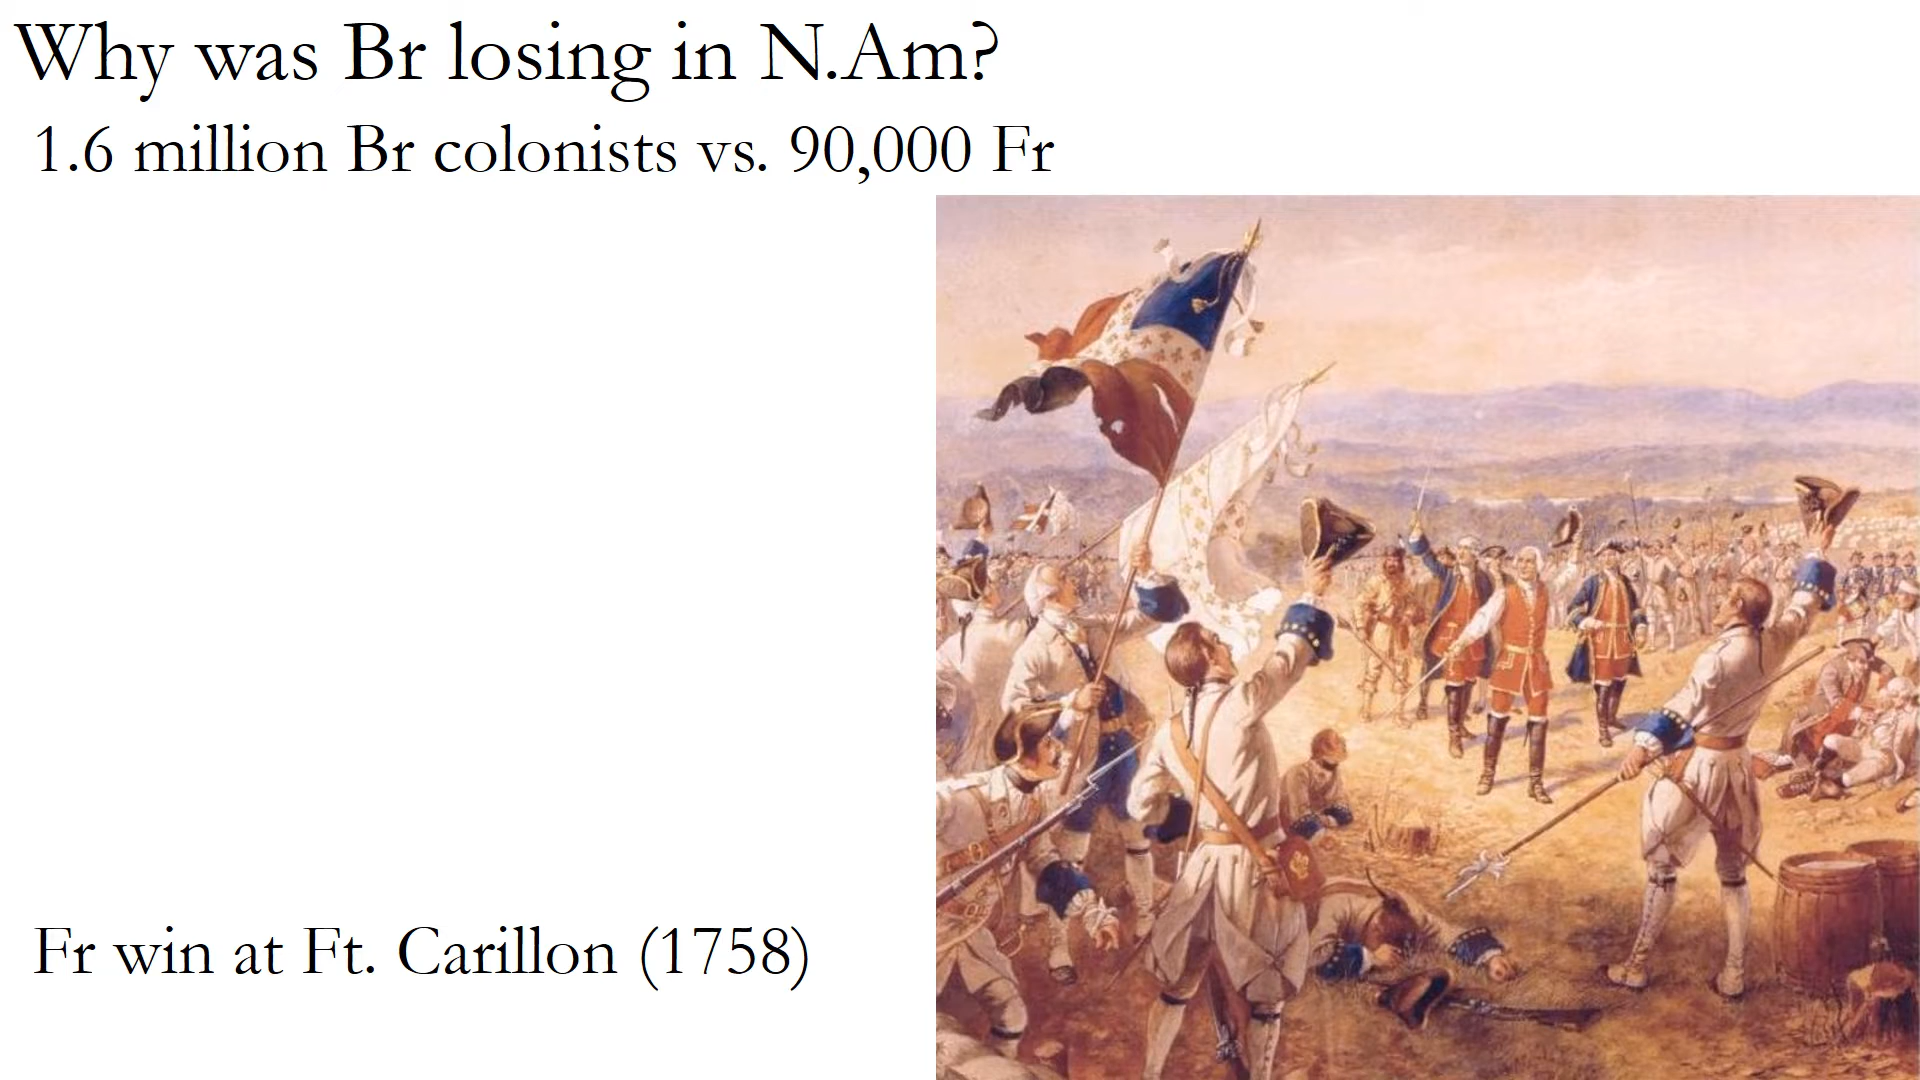 Why was Br losing in N.Am?
1.6 million Br colonists vs. 90,000 Fr
Fr win at Ft. Carillon (1758)